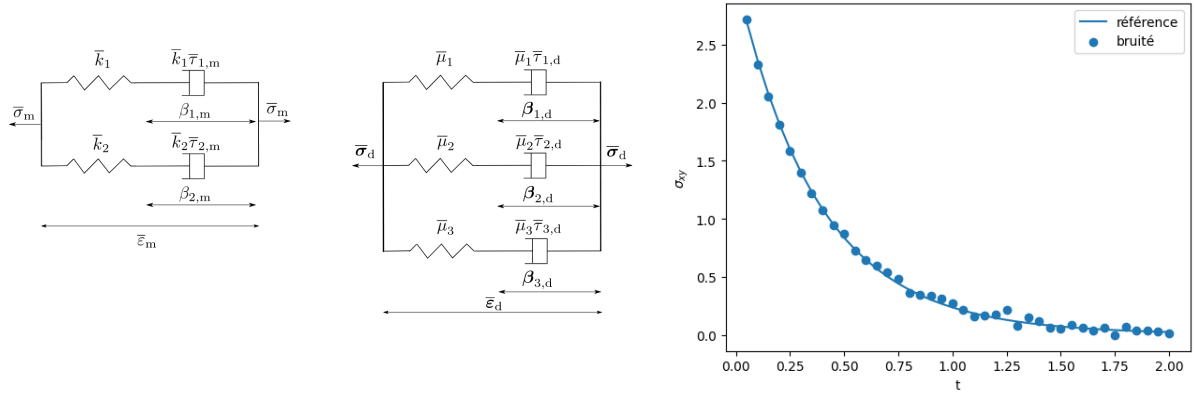 k̅₁
k̅₁τ̅₁,ₘ
σ̅ₘ
σ̅ₘ
β₁,ₘ
k̅₂
k̅₂τ̅₂,ₘ
β₂,ₘ
ε̅ₘ
μ̅₁
μ̅₁τ̅₁,d
β₁,d
μ̅₂
μ̅₂τ̅₂,d
σ̅d
σ̅d
β₂,d
μ̅₃
μ̅₃τ̅₃,d
β₃,d
ε̅d
référence
bruité
2.5
2.0
1.5
1.0
0.5
0.0
σxy
0.00 0.25 0.50 0.75 1.00 1.25 1.50 1.75 2.00
t